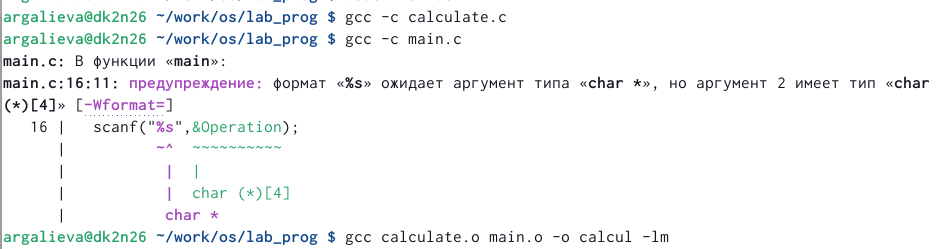 argalieva@dk2n26 ~/work/os/lab_prog $ gcc -c calculate.c
argalieva@dk2n26 ~/work/os/lab_prog $ gcc -c main.c
main.c: В функции «main»:
main.c:16:11: предупреждение: формат «%s» ожидает аргумент типа «char *», но аргумент 2 имеет тип «char
(*)[4]» [-Wformat=]
   16 |   scanf("%s",&Operation);
      |          ~^  ~~~~~~~~~~
      |           |  |
      |           |  char (*)[4]
      |           char *
argalieva@dk2n26 ~/work/os/lab_prog $ gcc calculate.o main.o -o calcul -lm